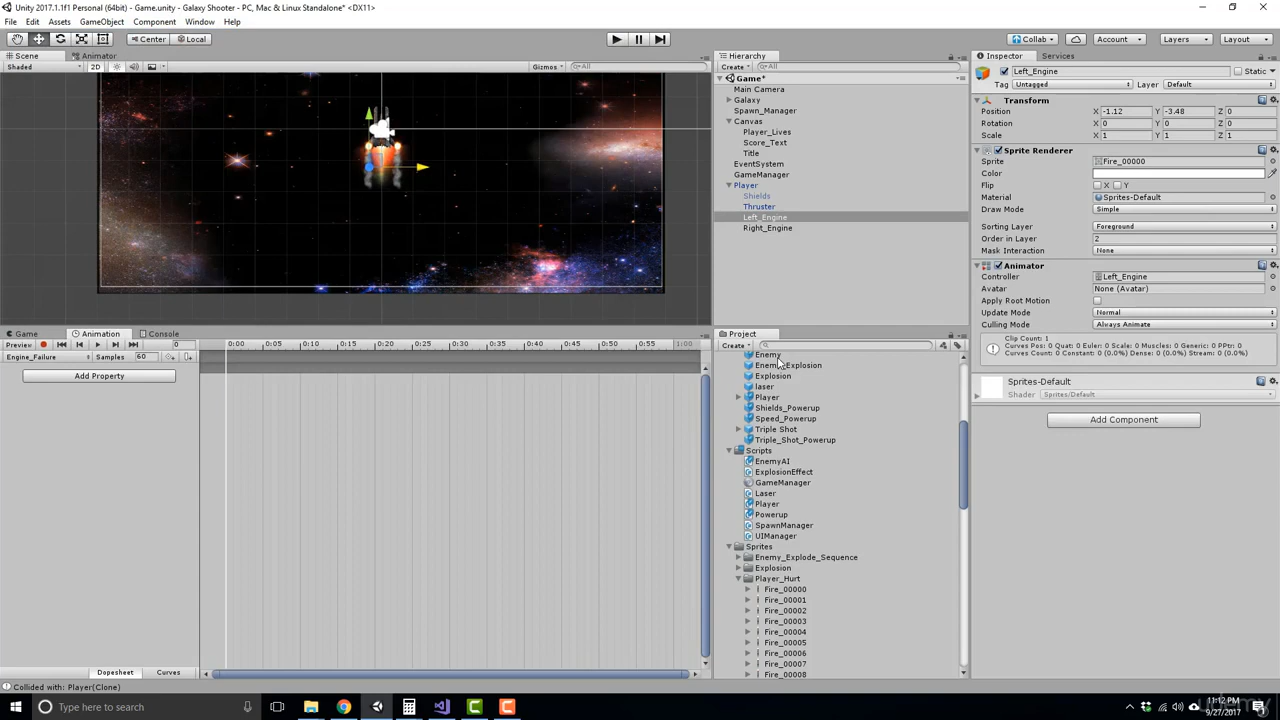 Unity 2017.1.1f1 Personal (64bit) - Game.unity - Galaxy Shooter - PC, Mac & Linux Standalone* <DX11>
File Edit Assets GameObject Component Window Help
Center Local Collab Account Layers Layout
Scene Animator
Shaded 2D Gizmos All
Hierarchy
Create All
Game*
Main Camera
Galaxy
Spawn_Manager
Canvas
Player_Lives
Score_Text
Title
EventSystem
GameManager
Player
Shields
Thruster
Left_Engine
Right_Engine
Inspector Services
Left_Engine Static
Tag Untagged Layer Default
Transform
Position X -1.12 Y -3.48 Z 0
Rotation X 0 Y 0 Z 0
Scale X 1 Y 1 Z 1
Sprite Renderer
Sprite Fire_00000
Color
Flip X Y
Material Sprites-Default
Draw Mode Simple
Sorting Layer Foreground
Order in Layer 2
Mask Interaction None
Animator
Controller Left_Engine
Avatar None (Avatar)
Apply Root Motion
Update Mode Normal
Culling Mode Always Animate
Clip Count: 1
Curves Pos: 0 Quat: 0 Euler: 0 Scale: 0 Muscles: 0 Generic: 0 PPtr: 0
Curves Count: 0 Constant: 0 (0.0%) Dense: 0 (0.0%) Stream: 0 (0.0%)
Sprites-Default
Shader Sprites/Default
Add Component
Game Animation Console
Preview 0 0:00 0:05 0:10 0:15 0:20 0:25 0:30 0:35 0:40 0:45 0:50 0:55 1:00
Engine_Failure Samples 60
Add Property
Dopesheet Curves
Project
Create
Enemy
Enemy_Explosion
Explosion
laser
Player
Shields_Powerup
Speed_Powerup
Triple Shot
Triple_Shot_Powerup
Scripts
EnemyAI
ExplosionEffect
GameManager
Laser
Player
Powerup
SpawnManager
UIManager
Sprites
Enemy_Explode_Sequence
Explosion
Player_Hurt
Fire_00000
Fire_00001
Fire_00002
Fire_00003
Fire_00004
Fire_00005
Fire_00006
Fire_00007
Fire_00008
Collided with: Player(Clone)
Type here to search
11:12 PM
9/27/2017